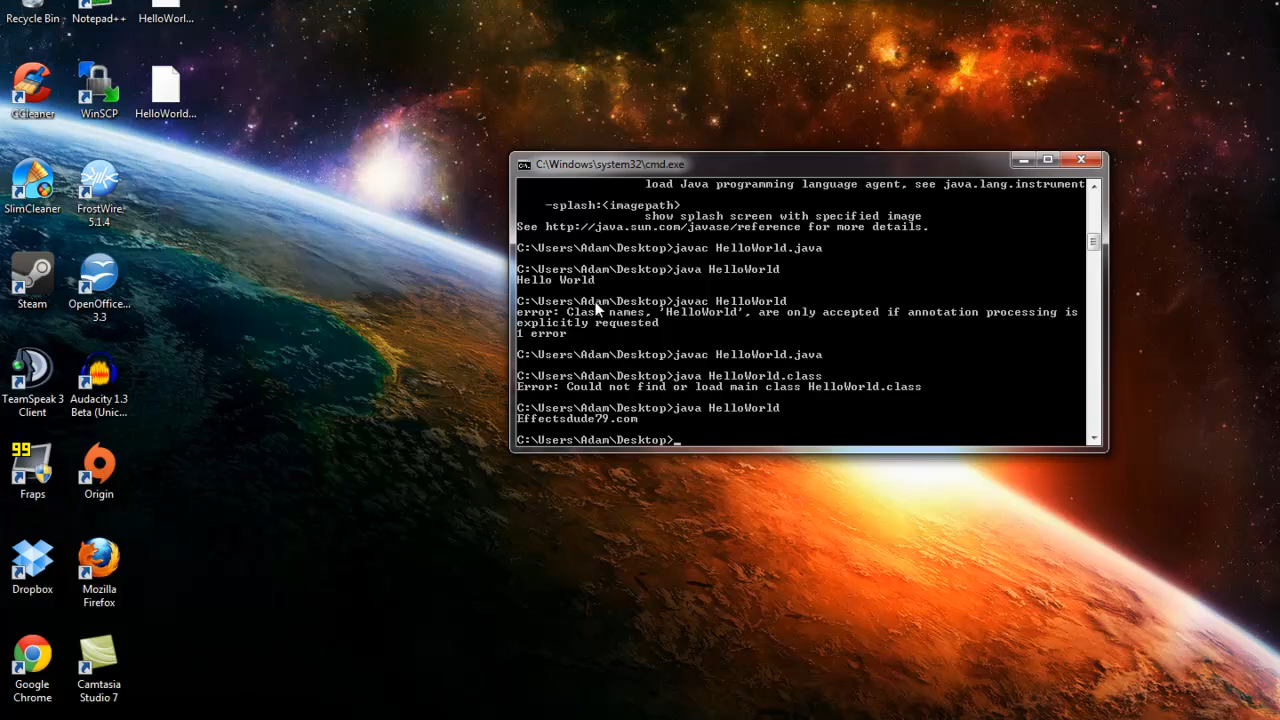 Recycle Bin
Notepad++
HelloWorl...
CCleaner
WinSCP
HelloWorld...
SlimCleaner
FrostWire
5.1.4
Steam
OpenOffice...
3.3
TeamSpeak 3
Client
Audacity 1.3
Beta (Unic...
99
Fraps
Origin
Dropbox
Mozilla
Firefox
Google
Chrome
Camtasia
Studio 7
C:\Windows\system32\cmd.exe
load Java programming language agent, see java.lang.instrument
-splash:<imagepath>
show splash screen with specified image
See http://java.sun.com/javase/reference for more details.
C:\Users\Adam\Desktop>javac HelloWorld.java
C:\Users\Adam\Desktop>java HelloWorld
Hello World
C:\Users\Adam\Desktop>javac HelloWorld
error: Class names, 'HelloWorld', are only accepted if annotation processing is
explicitly requested
1 error
C:\Users\Adam\Desktop>javac HelloWorld.java
C:\Users\Adam\Desktop>java HelloWorld.class
Error: Could not find or load main class HelloWorld.class
C:\Users\Adam\Desktop>java HelloWorld
Effectsdude79.com
C:\Users\Adam\Desktop>_